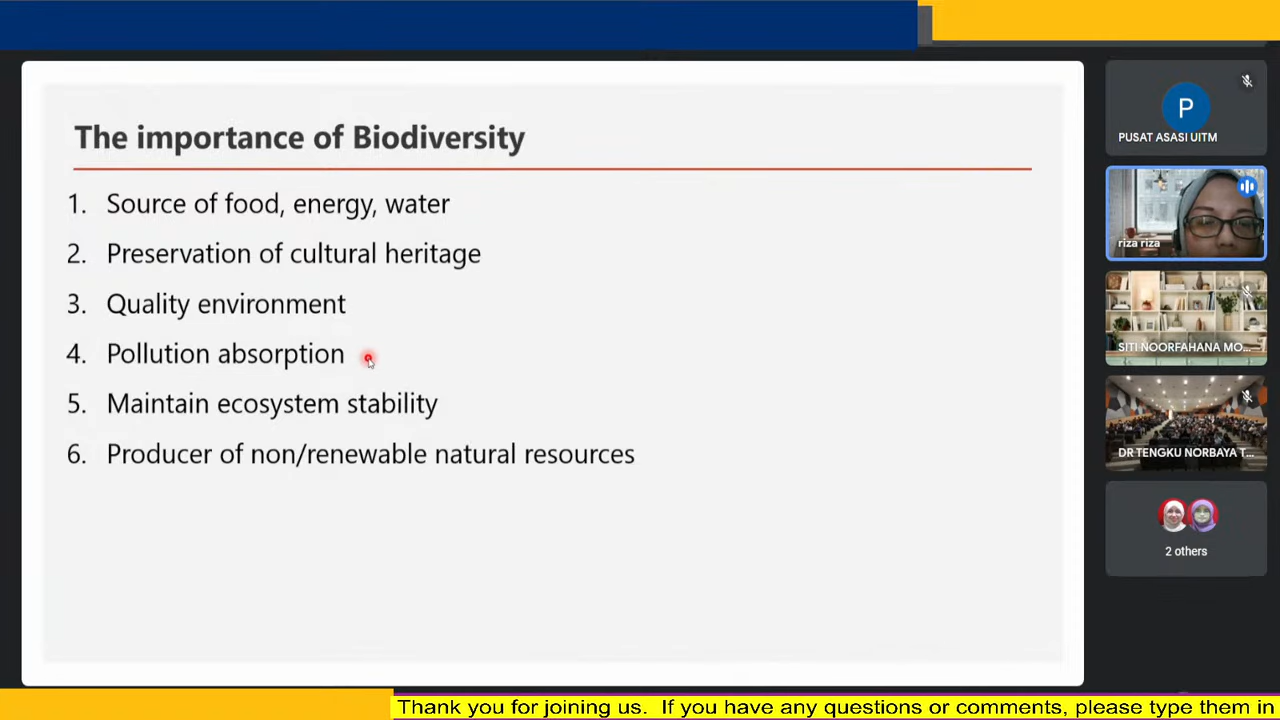 The importance of Biodiversity
1. Source of food, energy, water
2. Preservation of cultural heritage
3. Quality environment
4. Pollution absorption
5. Maintain ecosystem stability
6. Producer of non/renewable natural resources
P
PUSAT ASASI UITM
riza riza
SITI NOORFAHANA MO...
DR TENGKU NORBAYA T...
2 others
Thank you for joining us. If you have any questions or comments, please type them in